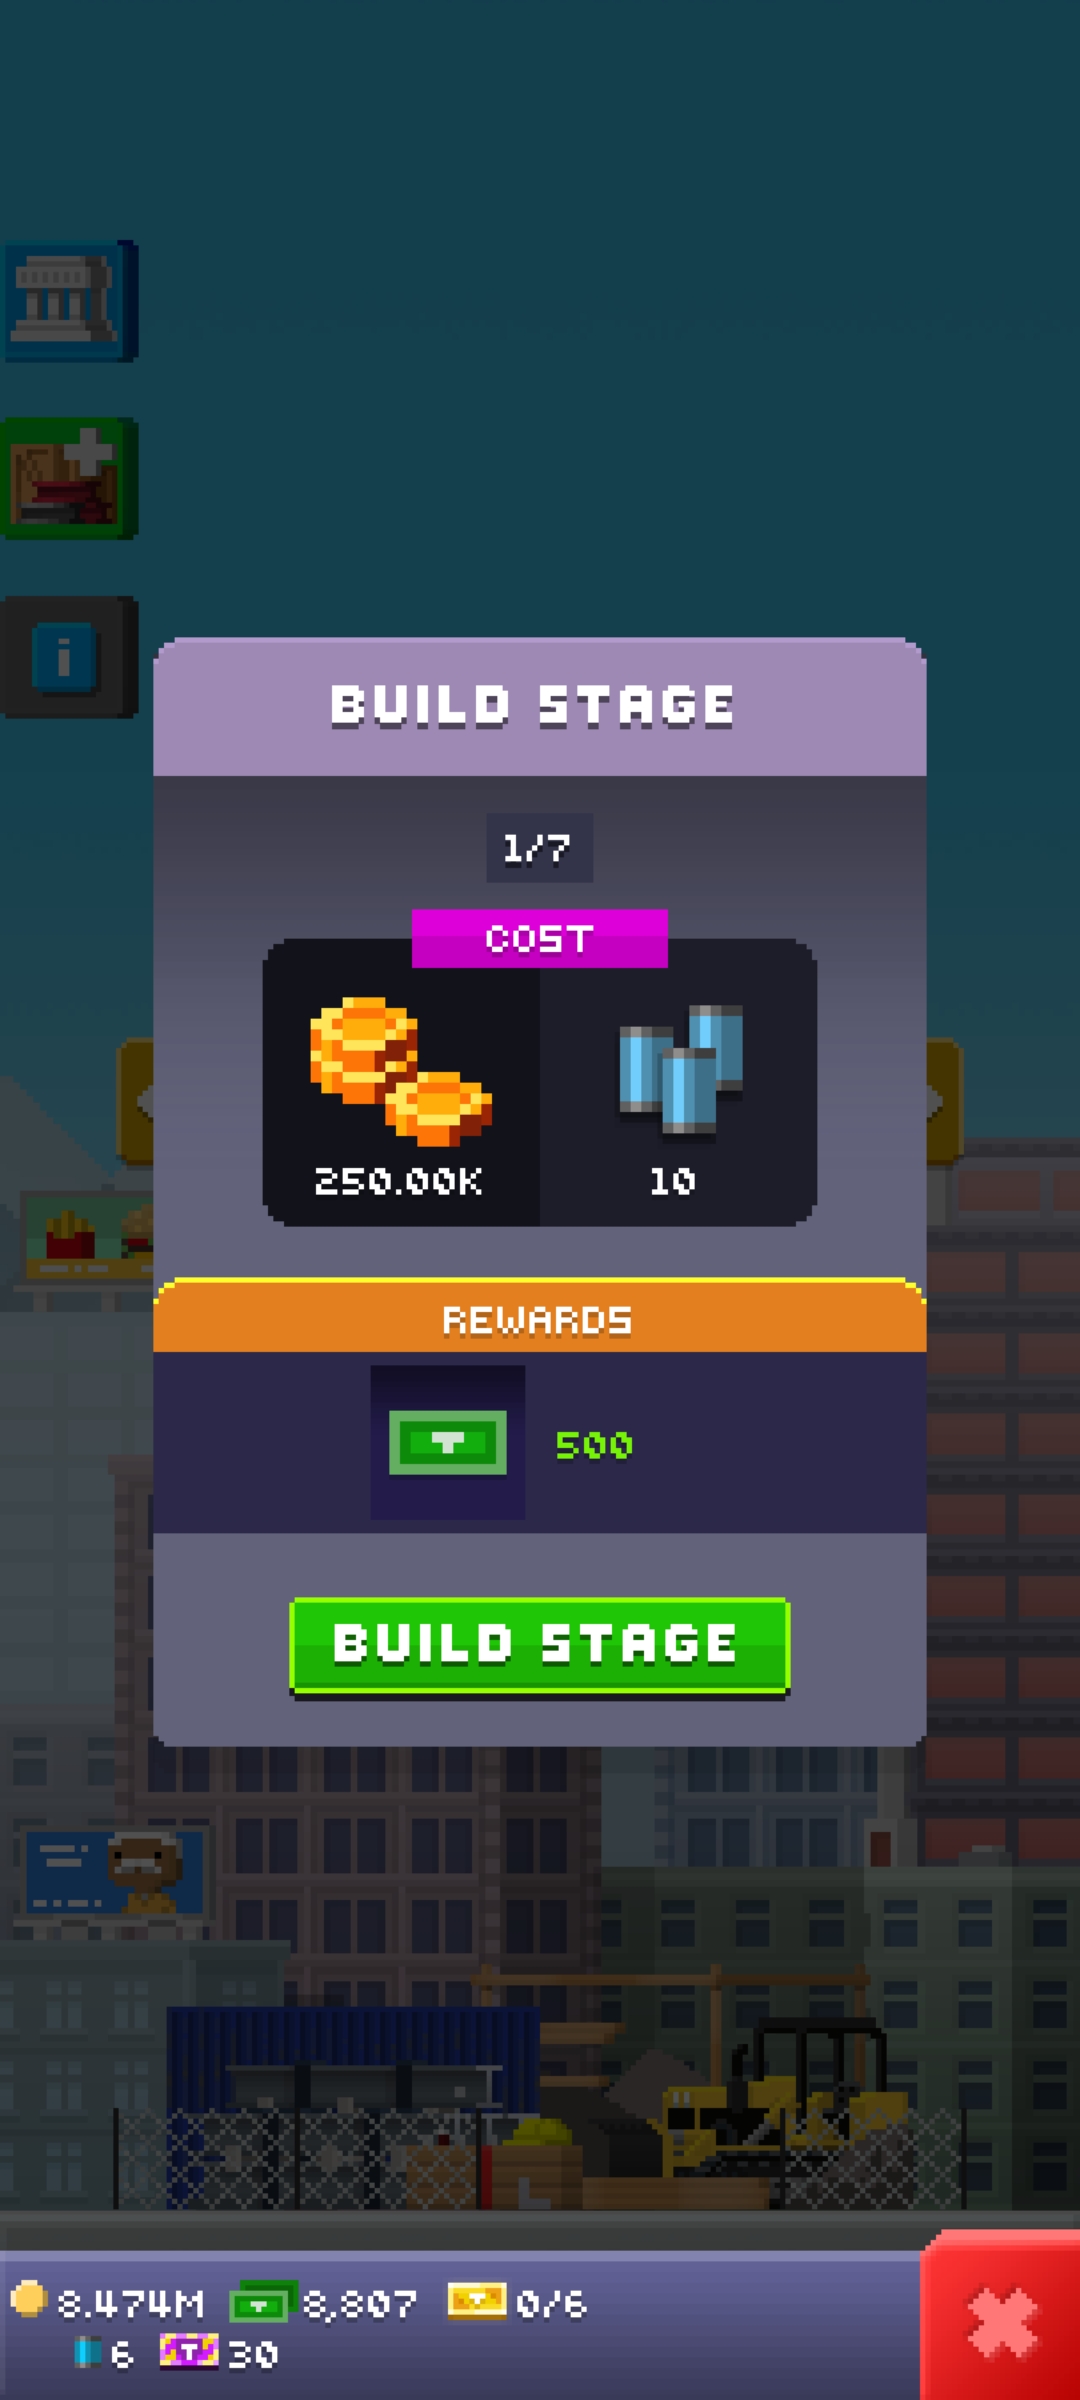 BUILD STAGE
1/7
COST
250.00K 10
REWARDS
T 500
BUILD STAGE
8.474M 8,807 0/6
6 T 30